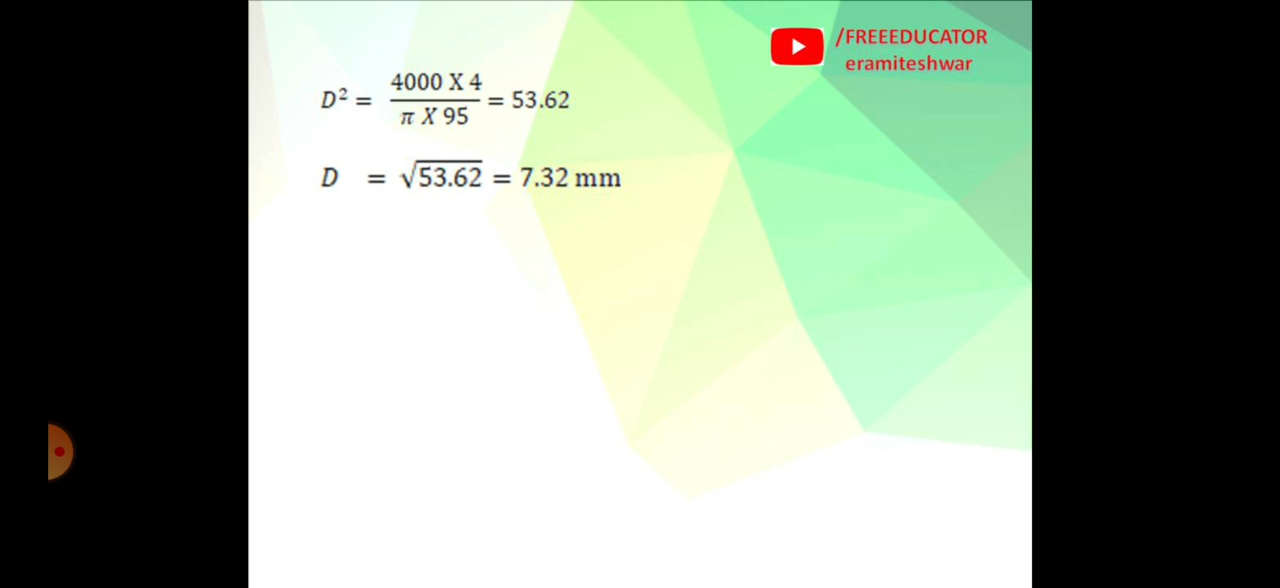 /FREEEDUCATOR
eramiteshwar
D² = 4000 X 4 / π X 95 = 53.62
D = √53.62 = 7.32 mm